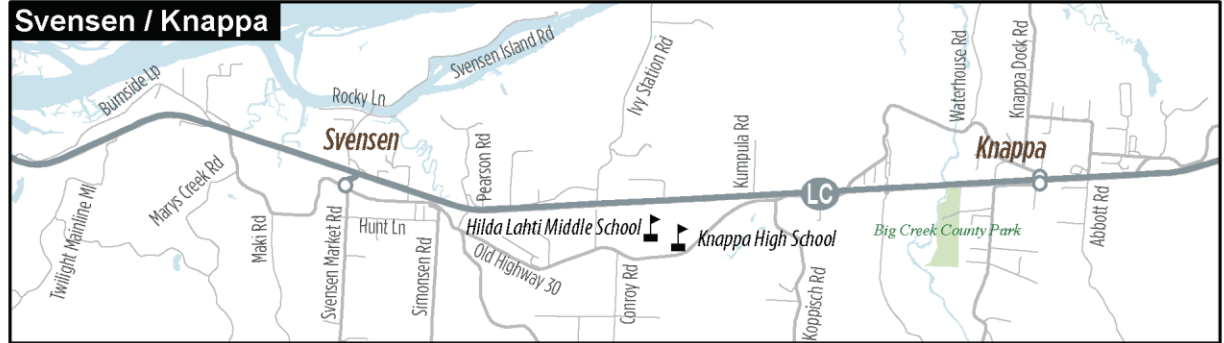 Svensen / Knappa
Burnside Lp
Svensen Island Rd
Rocky Ln
Ivy Station Rd
Waterhouse Rd
Knappa Dock Rd
Svensen
Knappa
Pearson Rd
Kumpula Rd
LC
Marys Creek Rd
Twilight Mainline Ml
Maki Rd
Svensen Market Rd
Hunt Ln
Simonsen Rd
Hilda Lahti Middle School
Knappa High School
Big Creek County Park
Abbott Rd
Old Highway 30
Conroy Rd
Koppisch Rd